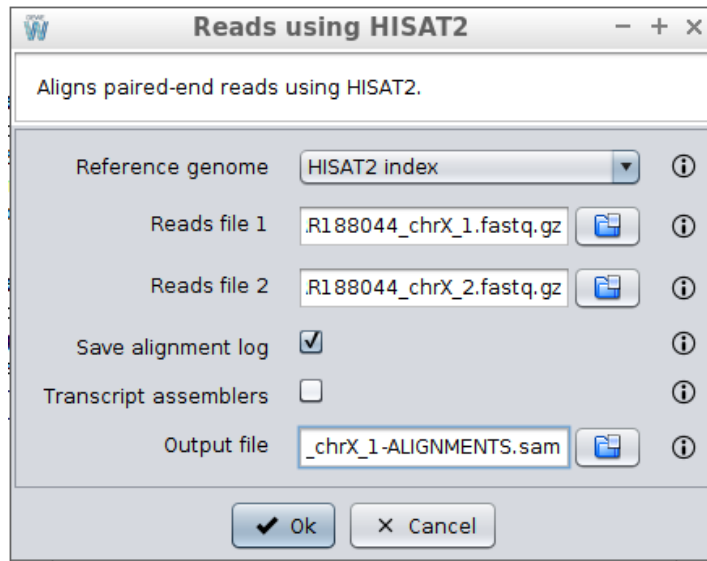 Reads using HISAT2
Aligns paired-end reads using HISAT2.
Reference genome HISAT2 index
Reads file 1 .R188044_chrX_1.fastq.gz
Reads file 2 .R188044_chrX_2.fastq.gz
Save alignment log
Transcript assemblers
Output file _chrX_1-ALIGNMENTS.sam
Ok Cancel